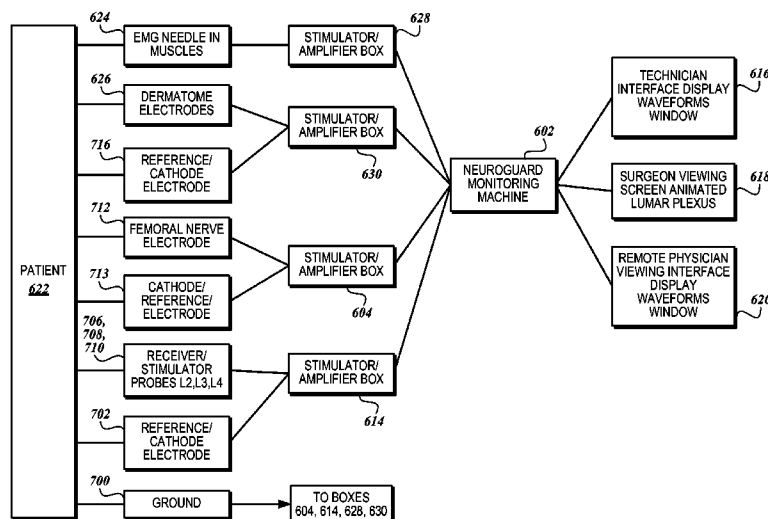 624
EMG NEEDLE IN
MUSCLES
STIMULATOR/
AMPLIFIER BOX
628
626
DERMATOME
ELECTRODES
STIMULATOR/
AMPLIFIER BOX
630
716
REFERENCE/
CATHODE
ELECTRODE
712
FEMORAL NERVE
ELECTRODE
STIMULATOR/
AMPLIFIER BOX
604
PATIENT
622
713
CATHODE/
REFERENCE/
ELECTRODE
706,
708,
710
RECEIVER/
STIMULATOR
PROBES L2,L3,L4
STIMULATOR/
AMPLIFIER BOX
614
702
REFERENCE/
CATHODE
ELECTRODE
700
GROUND
TO BOXES
604, 614, 628, 630
602
NEUROGUARD
MONITORING
MACHINE
TECHNICIAN
INTERFACE DISPLAY
WAVEFORMS
WINDOW
616
SURGEON VIEWING
SCREEN ANIMATED
LUMAR PLEXUS
618
REMOTE PHYSICIAN
VIEWING INTERFACE
DISPLAY
WAVEFORMS
WINDOW
620